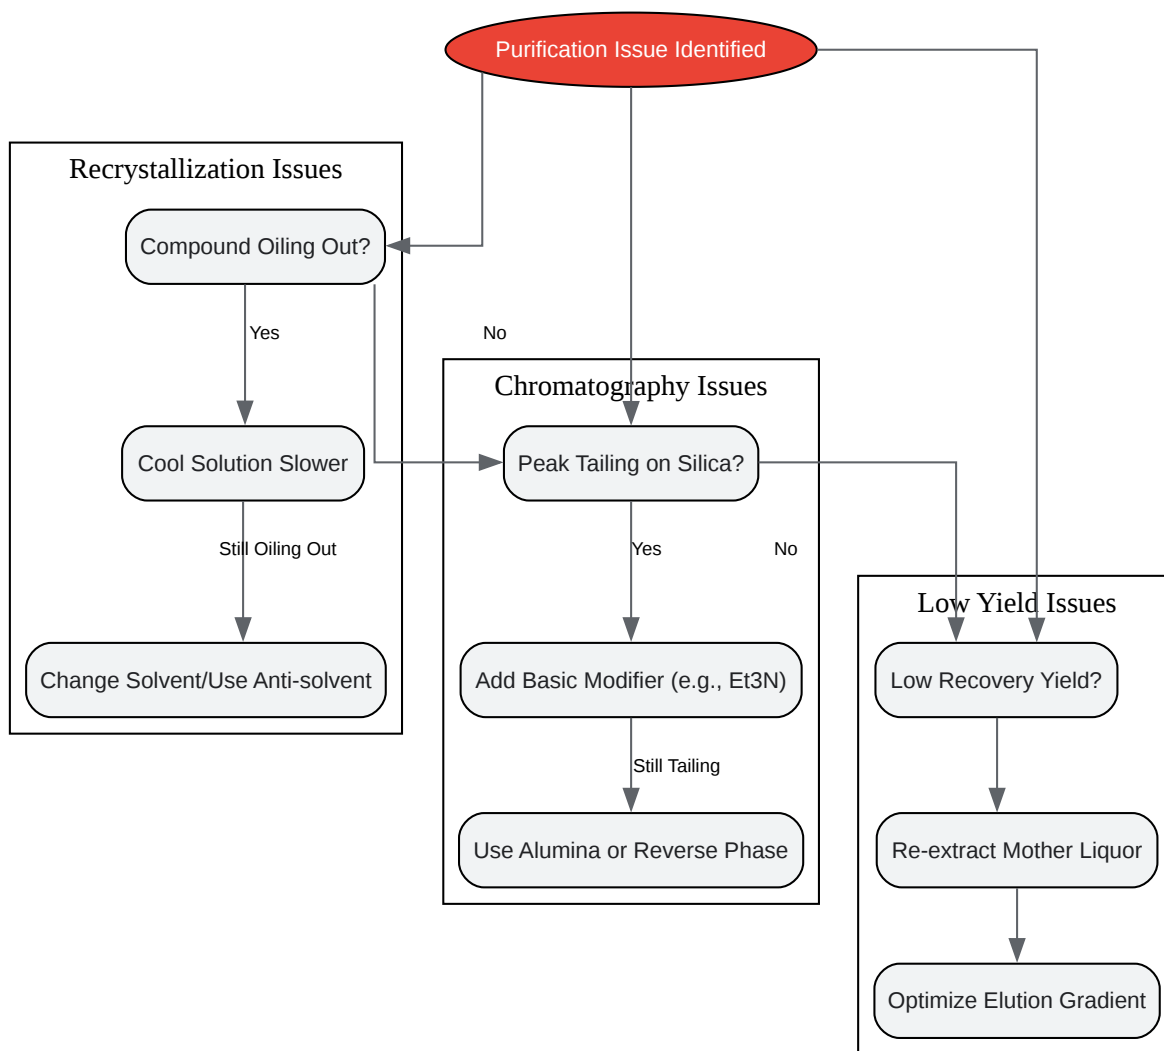 Purification Issue Identified
Recrystallization Issues
Compound Oiling Out?
Yes
No
Chromatography Issues
Cool Solution Slower
Peak Tailing on Silica?
Still Oiling Out
Yes
No
Low Yield Issues
Change Solvent/Use Anti-solvent
Add Basic Modifier (e.g., Et3N)
Low Recovery Yield?
Still Tailing
Use Alumina or Reverse Phase
Re-extract Mother Liquor
Optimize Elution Gradient